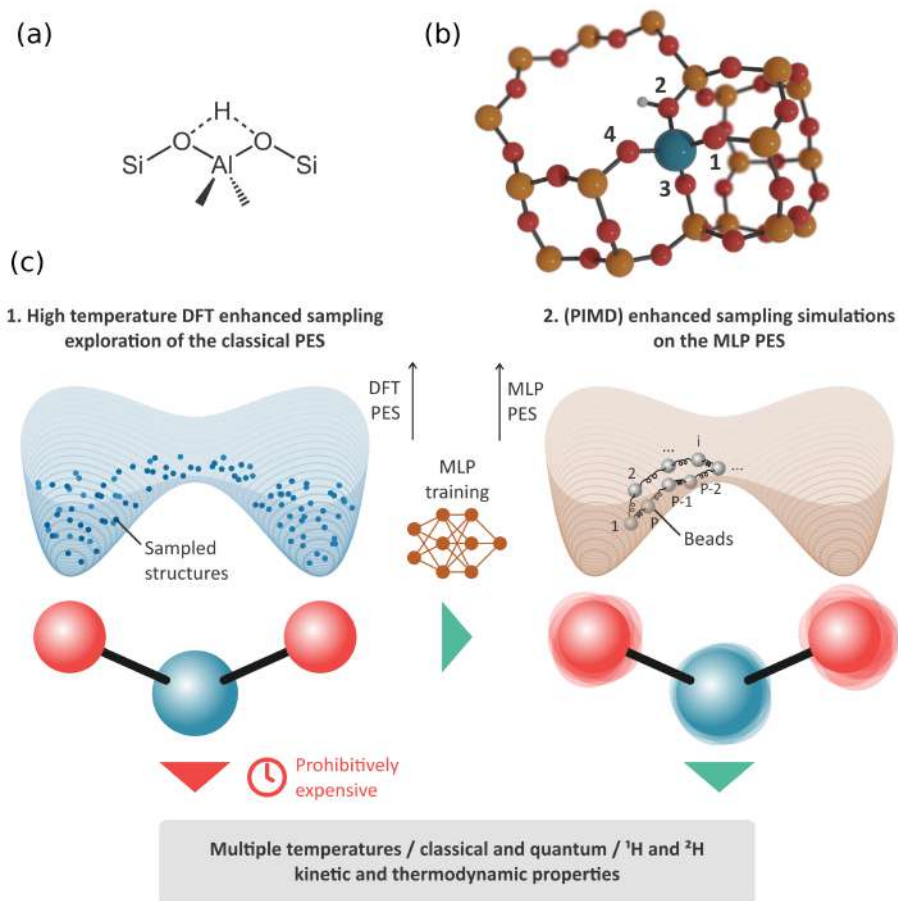 (a)
H
O O
Si Al Si
(b)
2
4
1
3
(c)
1. High temperature DFT enhanced sampling
exploration of the classical PES
2. (PIMD) enhanced sampling simulations
on the MLP PES
DFT
PES
MLP
PES
MLP
training
Sampled
structures
i
...
...
2
P-2
P-1
1
P
Beads
Prohibitively
expensive
Multiple temperatures / classical and quantum / ¹H and ²H
kinetic and thermodynamic properties